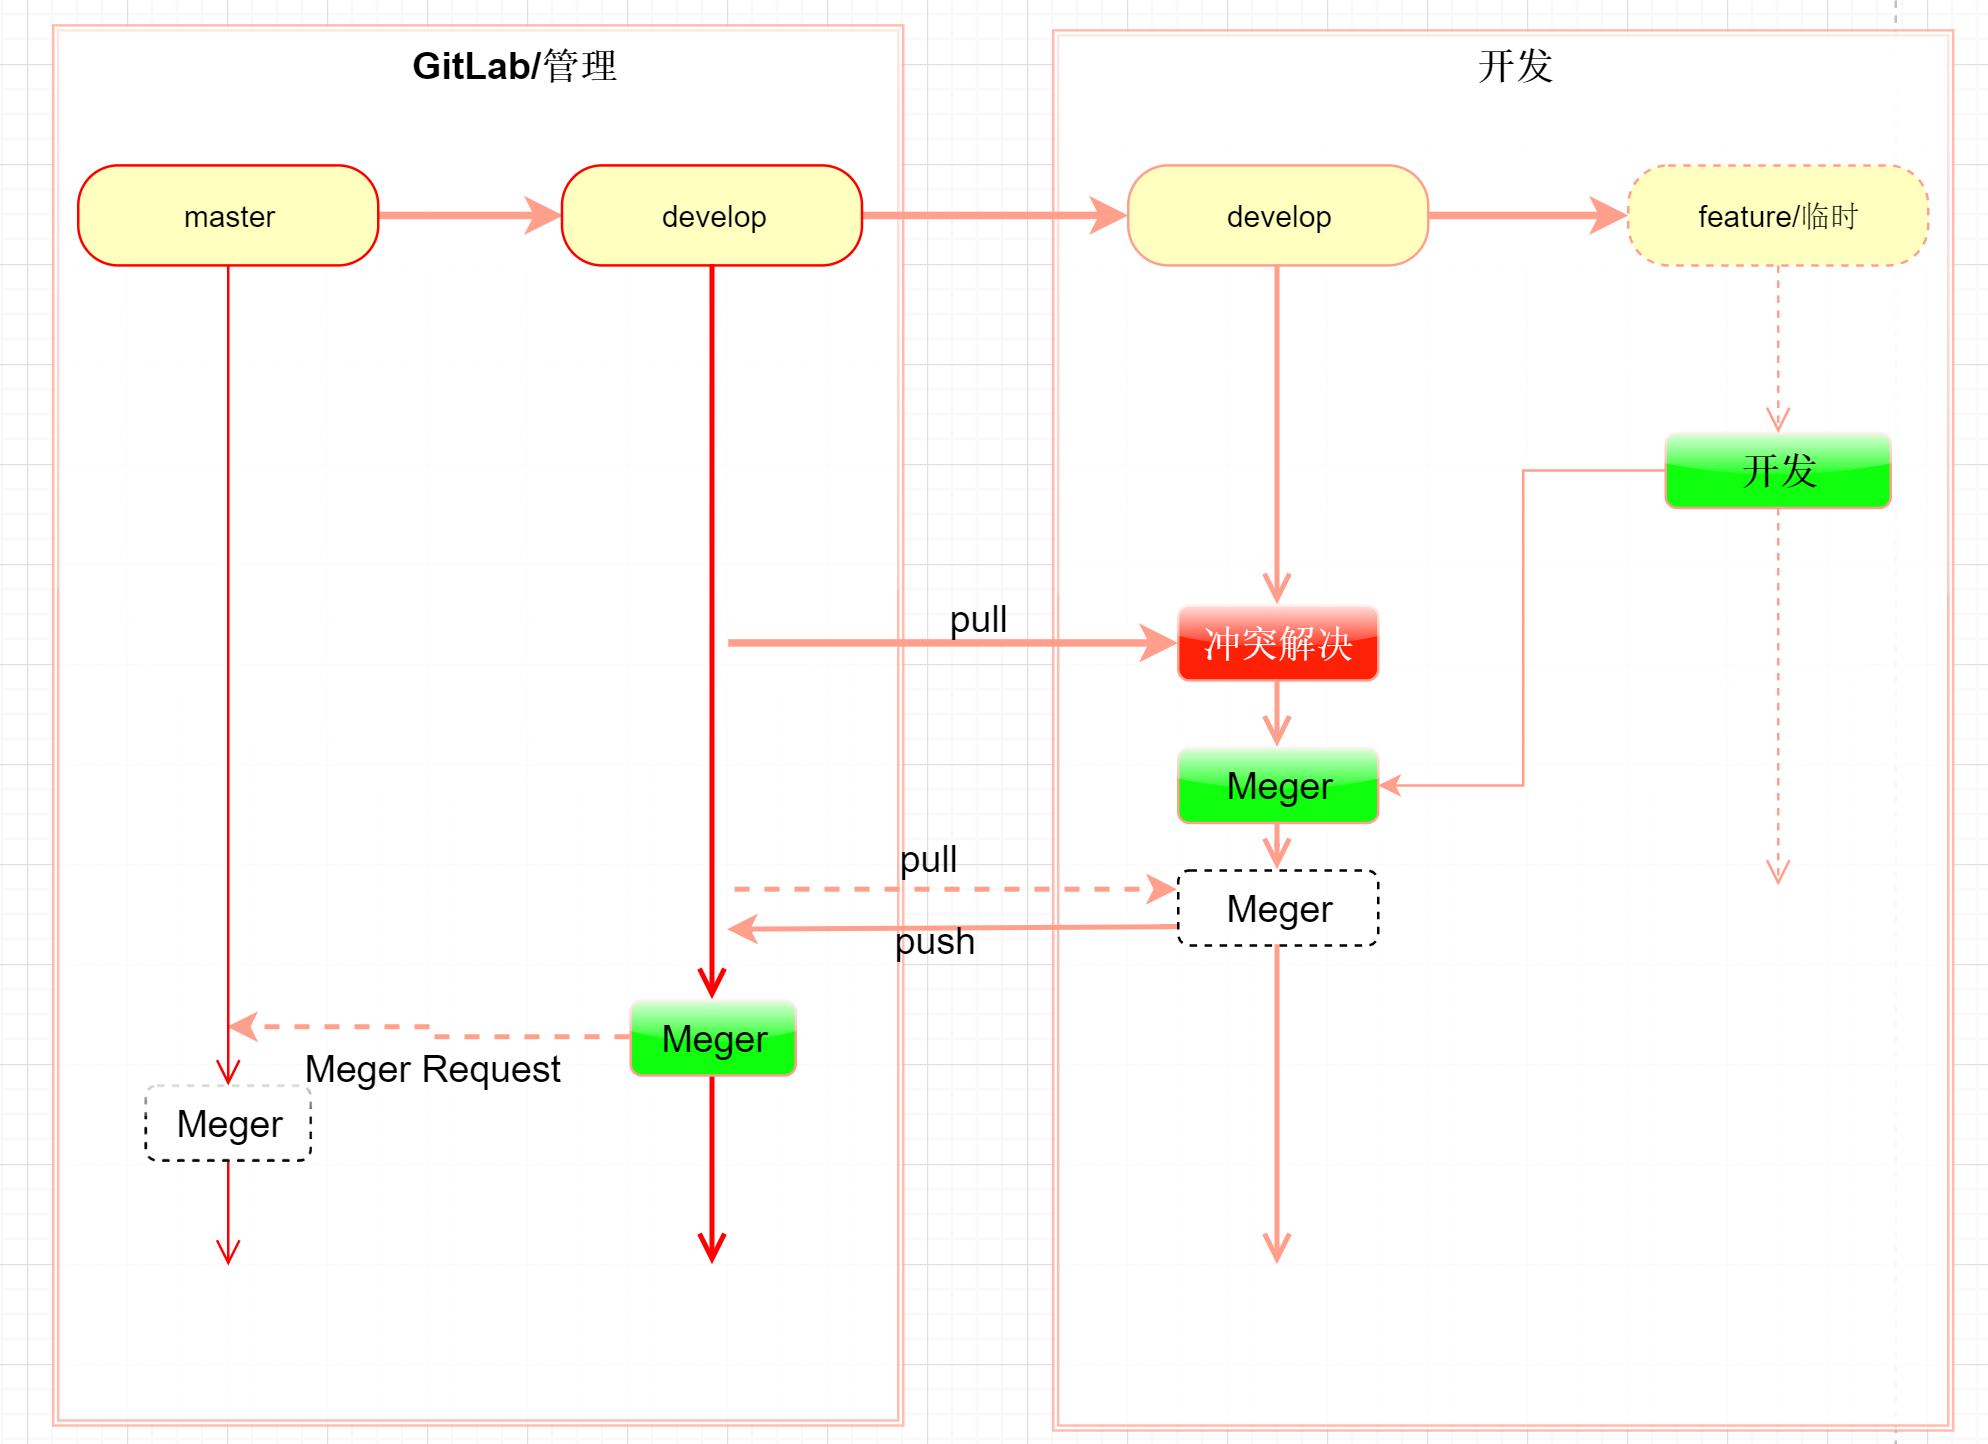 GitLab/管理
开发
master
develop
develop
feature/临时
开发
pull
冲突解决
Meger
pull
Meger
push
Meger
Meger Request
Meger